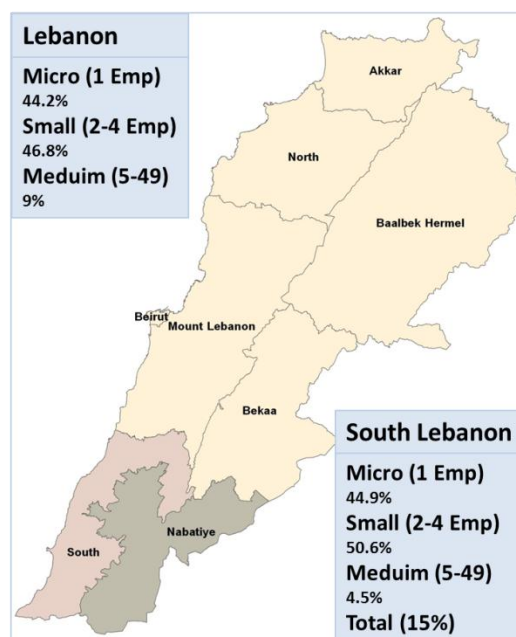 Lebanon
Micro (1 Emp)
44.2%
Small (2-4 Emp)
46.8%
Meduim (5-49)
9%
Akkar
North
Baalbek Hermel
Beirut
Mount Lebanon
Bekaa
Nabatiye
South
South Lebanon
Micro (1 Emp)
44.9%
Small (2-4 Emp)
50.6%
Meduim (5-49)
4.5%
Total (15%)